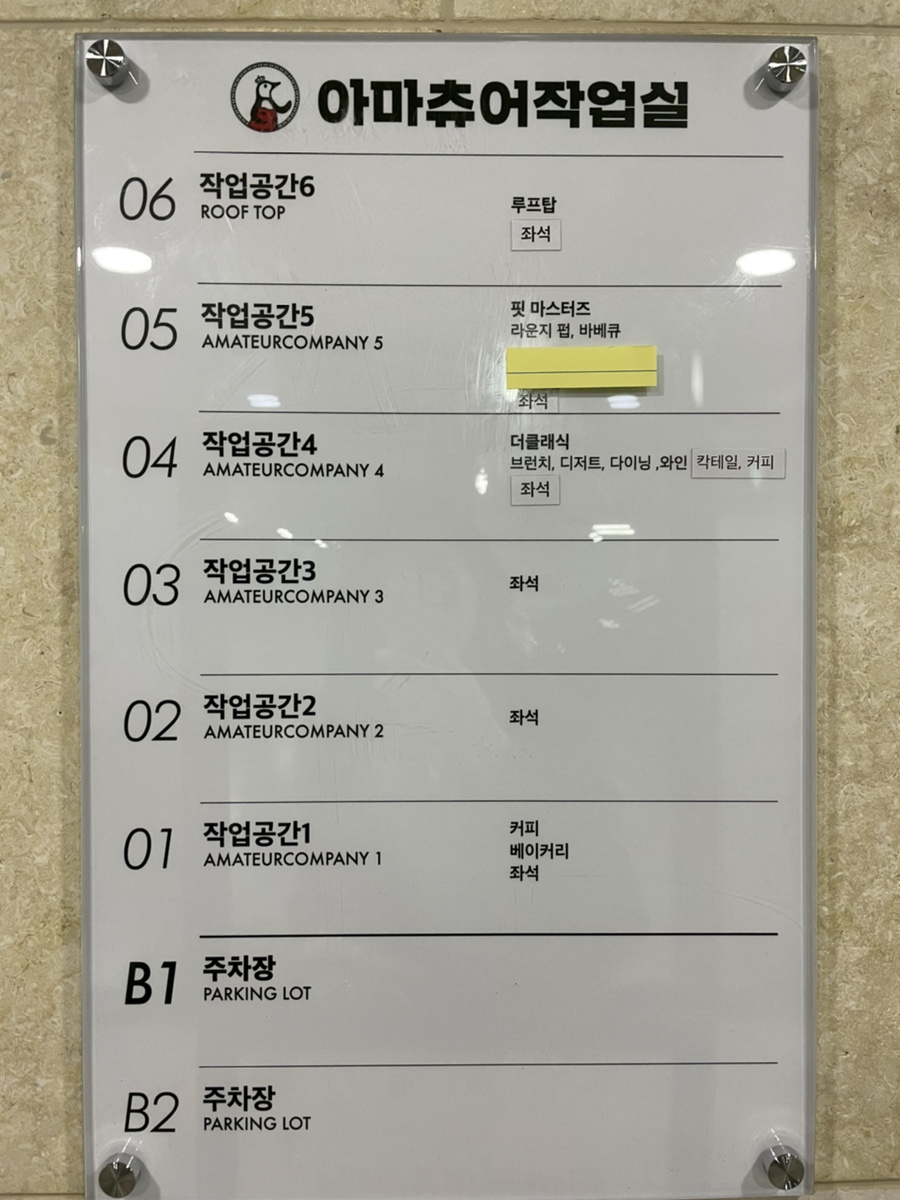 아마츄어작업실
06 작업공간6
ROOF TOP
루프탑
좌석
05 작업공간5
AMATEURCOMPANY 5
핏 마스터즈
라운지 펍, 바베큐
좌석
04 작업공간4
AMATEURCOMPANY 4
더클래식
브런치, 디저트, 다이닝 ,와인 칵테일, 커피
좌석
03 작업공간3
AMATEURCOMPANY 3
좌석
02 작업공간2
AMATEURCOMPANY 2
좌석
01 작업공간1
AMATEURCOMPANY 1
커피
베이커리
좌석
B1 주차장
PARKING LOT
B2 주차장
PARKING LOT